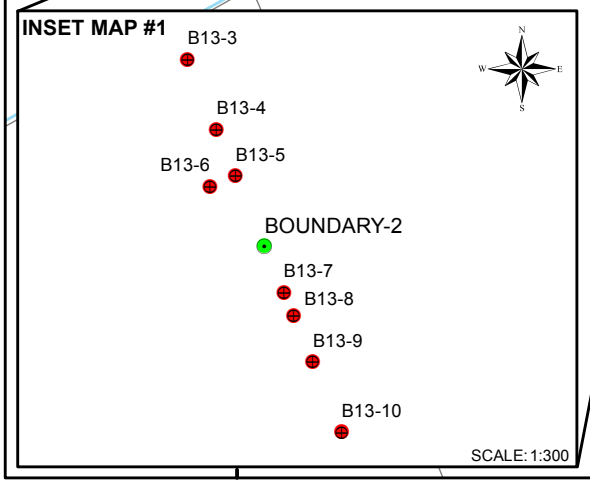 INSET MAP #1
B13-3
N
W E
S
B13-4
B13-5
B13-6
BOUNDARY-2
B13-7
B13-8
B13-9
B13-10
SCALE: 1:300